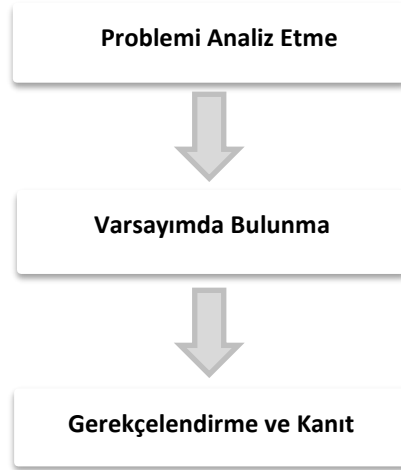 Problemi Analiz Etme
Varsayımda Bulunma
Gerekçelendirme ve Kanıt